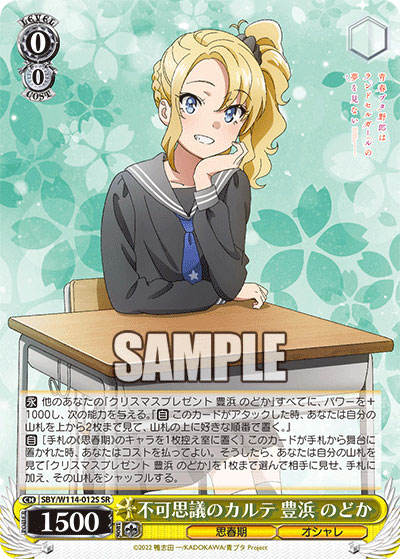 LEVEL
0
0
COST
青春ブタ野郎は
ランドセルガールの
夢を見ない
SAMPLE
永 他のあなたの「クリスマスプレゼント 豊浜 のどか」すべてに、パワーを+
1000し、次の能力を与える。『自 このカードがアタックした時、あなたは自分の
山札を上から2枚まで見て、山札の上に好きな順番で置く。』
自 [手札の《思春期》のキャラを1枚控え室に置く] このカードが手札から舞台
に置かれた時、あなたはコストを払ってよい。そうしたら、あなたは自分の山札を
見て「クリスマスプレゼント 豊浜 のどか」を1枚まで選んで相手に見せ、手札に加
え、その山札をシャッフルする。
CH SBY/W114-012S SR
不可思議のカルテ 豊浜 のどか
1500
思春期
オシャレ
©2022 鴨志田 一/KADOKAWA/青ブタ Project